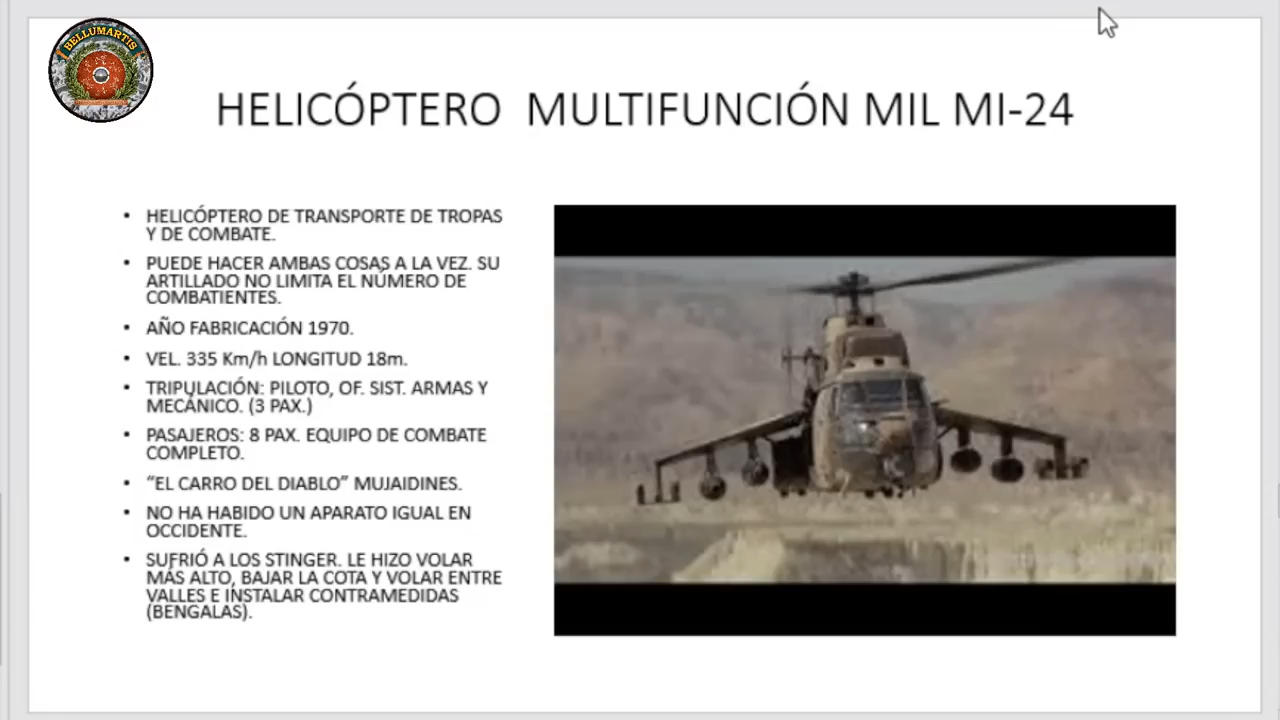 BELLUMARTIS
HELICÓPTERO MULTIFUNCIÓN MIL MI-24
• HELICÓPTERO DE TRANSPORTE DE TROPAS
Y DE COMBATE.
• PUEDE HACER AMBAS COSAS A LA VEZ. SU
ARTILLADO NO LIMITA EL NÚMERO DE
COMBATIENTES.
• AÑO FABRICACIÓN 1970.
• VEL. 335 Km/h LONGITUD 18m.
• TRIPULACIÓN: PILOTO, OF. SIST. ARMAS Y
MECÁNICO. (3 PAX.)
• PASAJEROS: 8 PAX. EQUIPO DE COMBATE
COMPLETO.
• “EL CARRO DEL DIABLO” MUJAIDINES.
• NO HA HABIDO UN APARATO IGUAL EN
OCCIDENTE.
• SUFRIÓ A LOS STINGER. LE HIZO VOLAR
MÁS ALTO, BAJAR LA COTA Y VOLAR ENTRE
VALLES E INSTALAR CONTRAMEDIDAS
(BENGALAS).